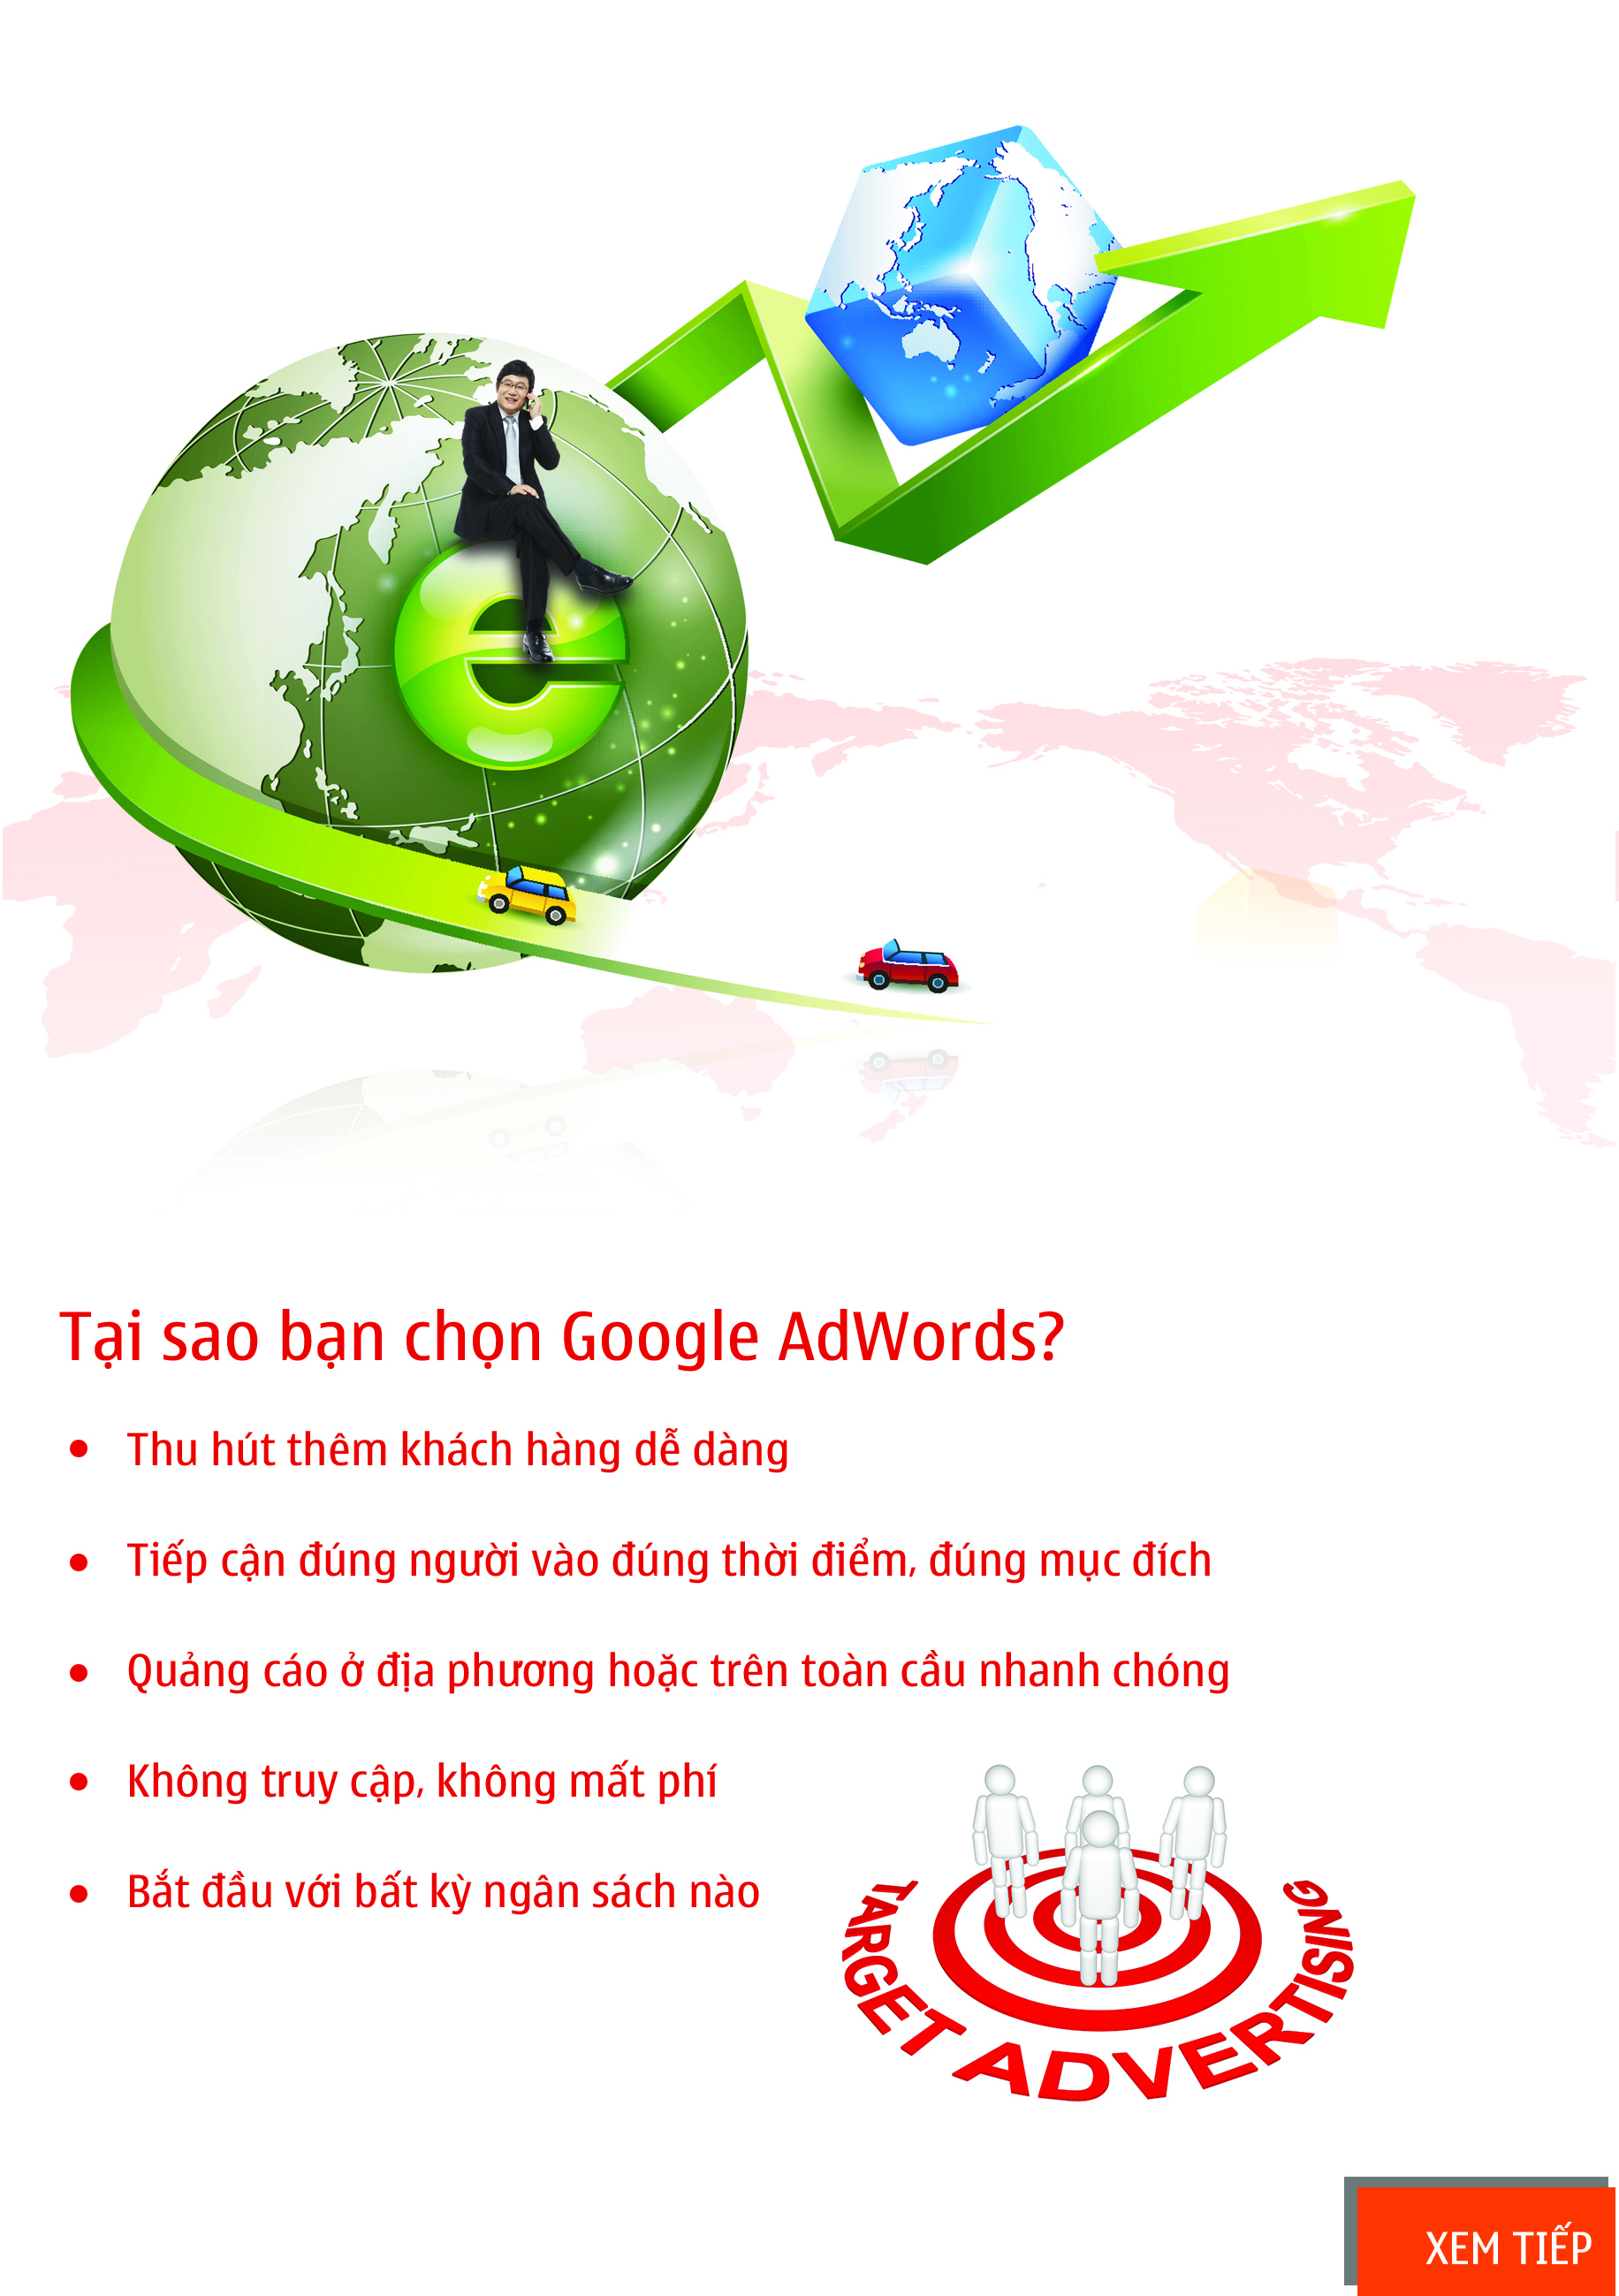 e
Tại sao bạn chọn Google AdWords?
Thu hút thêm khách hàng dễ dàng
Tiếp cận đúng người vào đúng thời điểm, đúng mục đích
Quảng cáo ở địa phương hoặc trên toàn cầu nhanh chóng
Không truy cập, không mất phí
Bắt đầu với bất kỳ ngân sách nào
TARGET ADVERTISING
XEM TIẾP